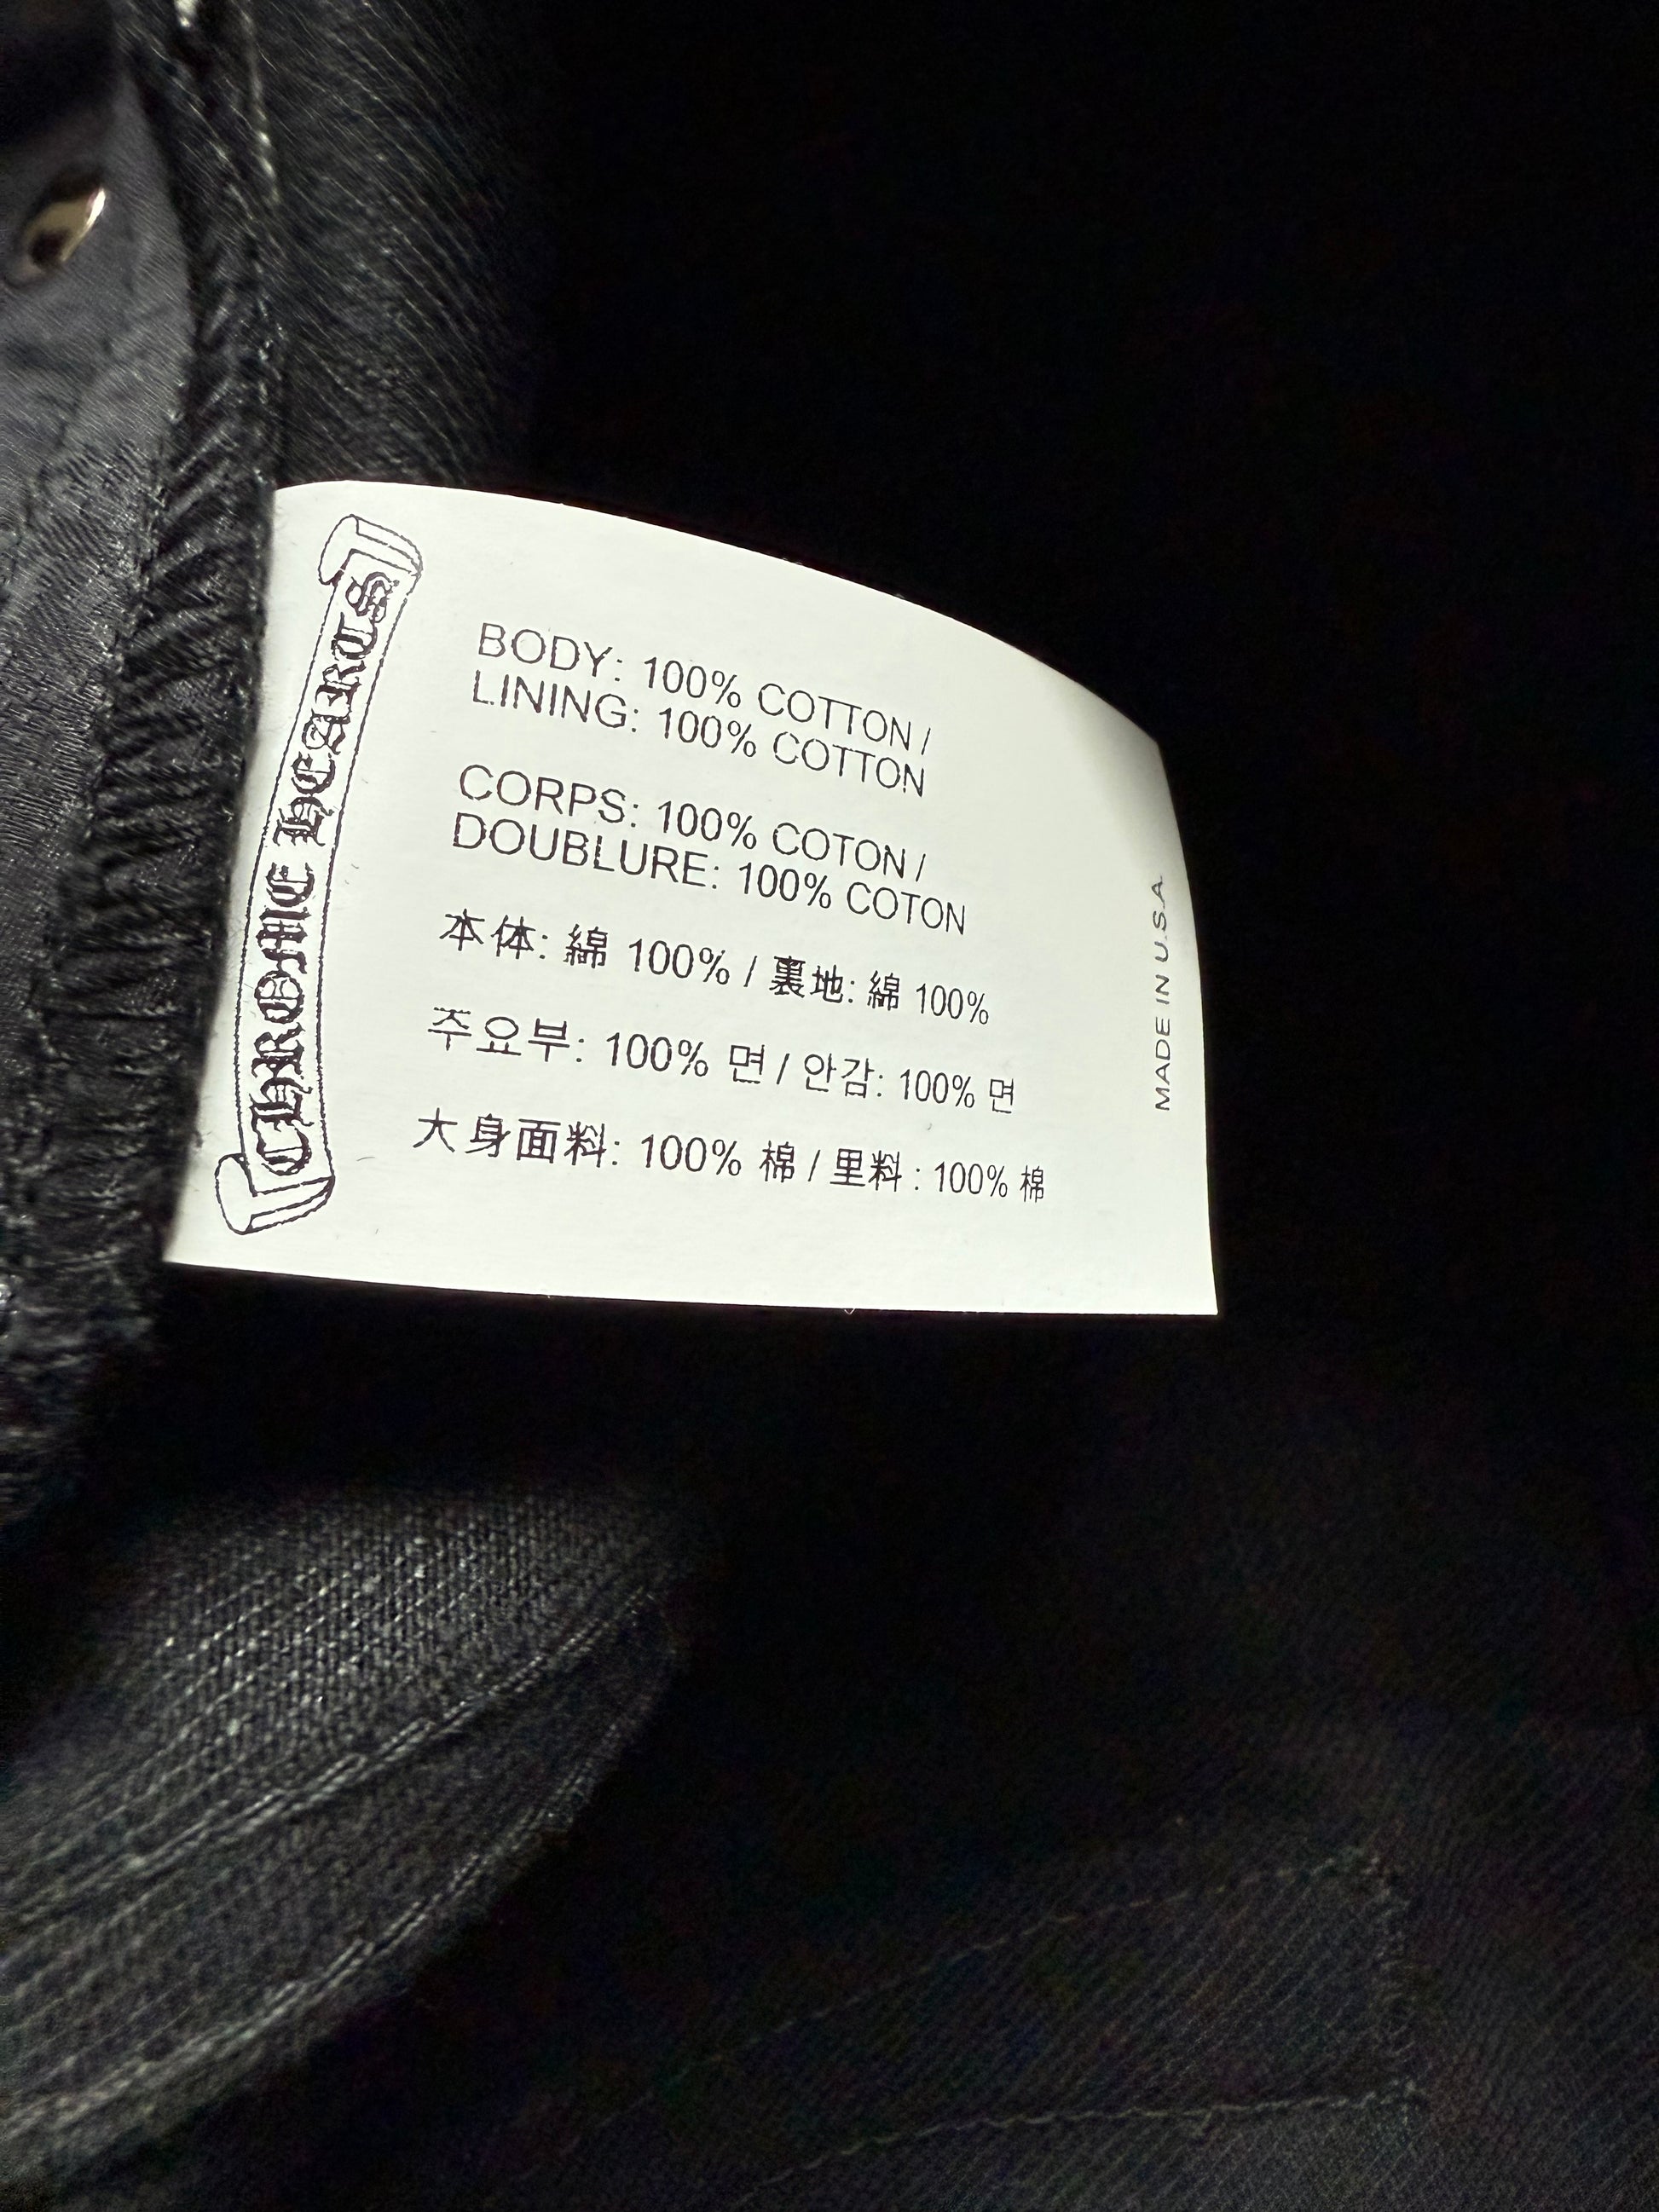 CHROME HEARTS
BODY: 100% COTTON /
LINING: 100% COTTON
CORPS: 100% COTON /
DOUBLURE: 100% COTON
本体: 綿 100% / 裏地: 綿 100%
주요부: 100% 면 / 안감: 100% 면
大身面料: 100% 棉 / 里料 : 100% 棉
MADE IN U.S.A.